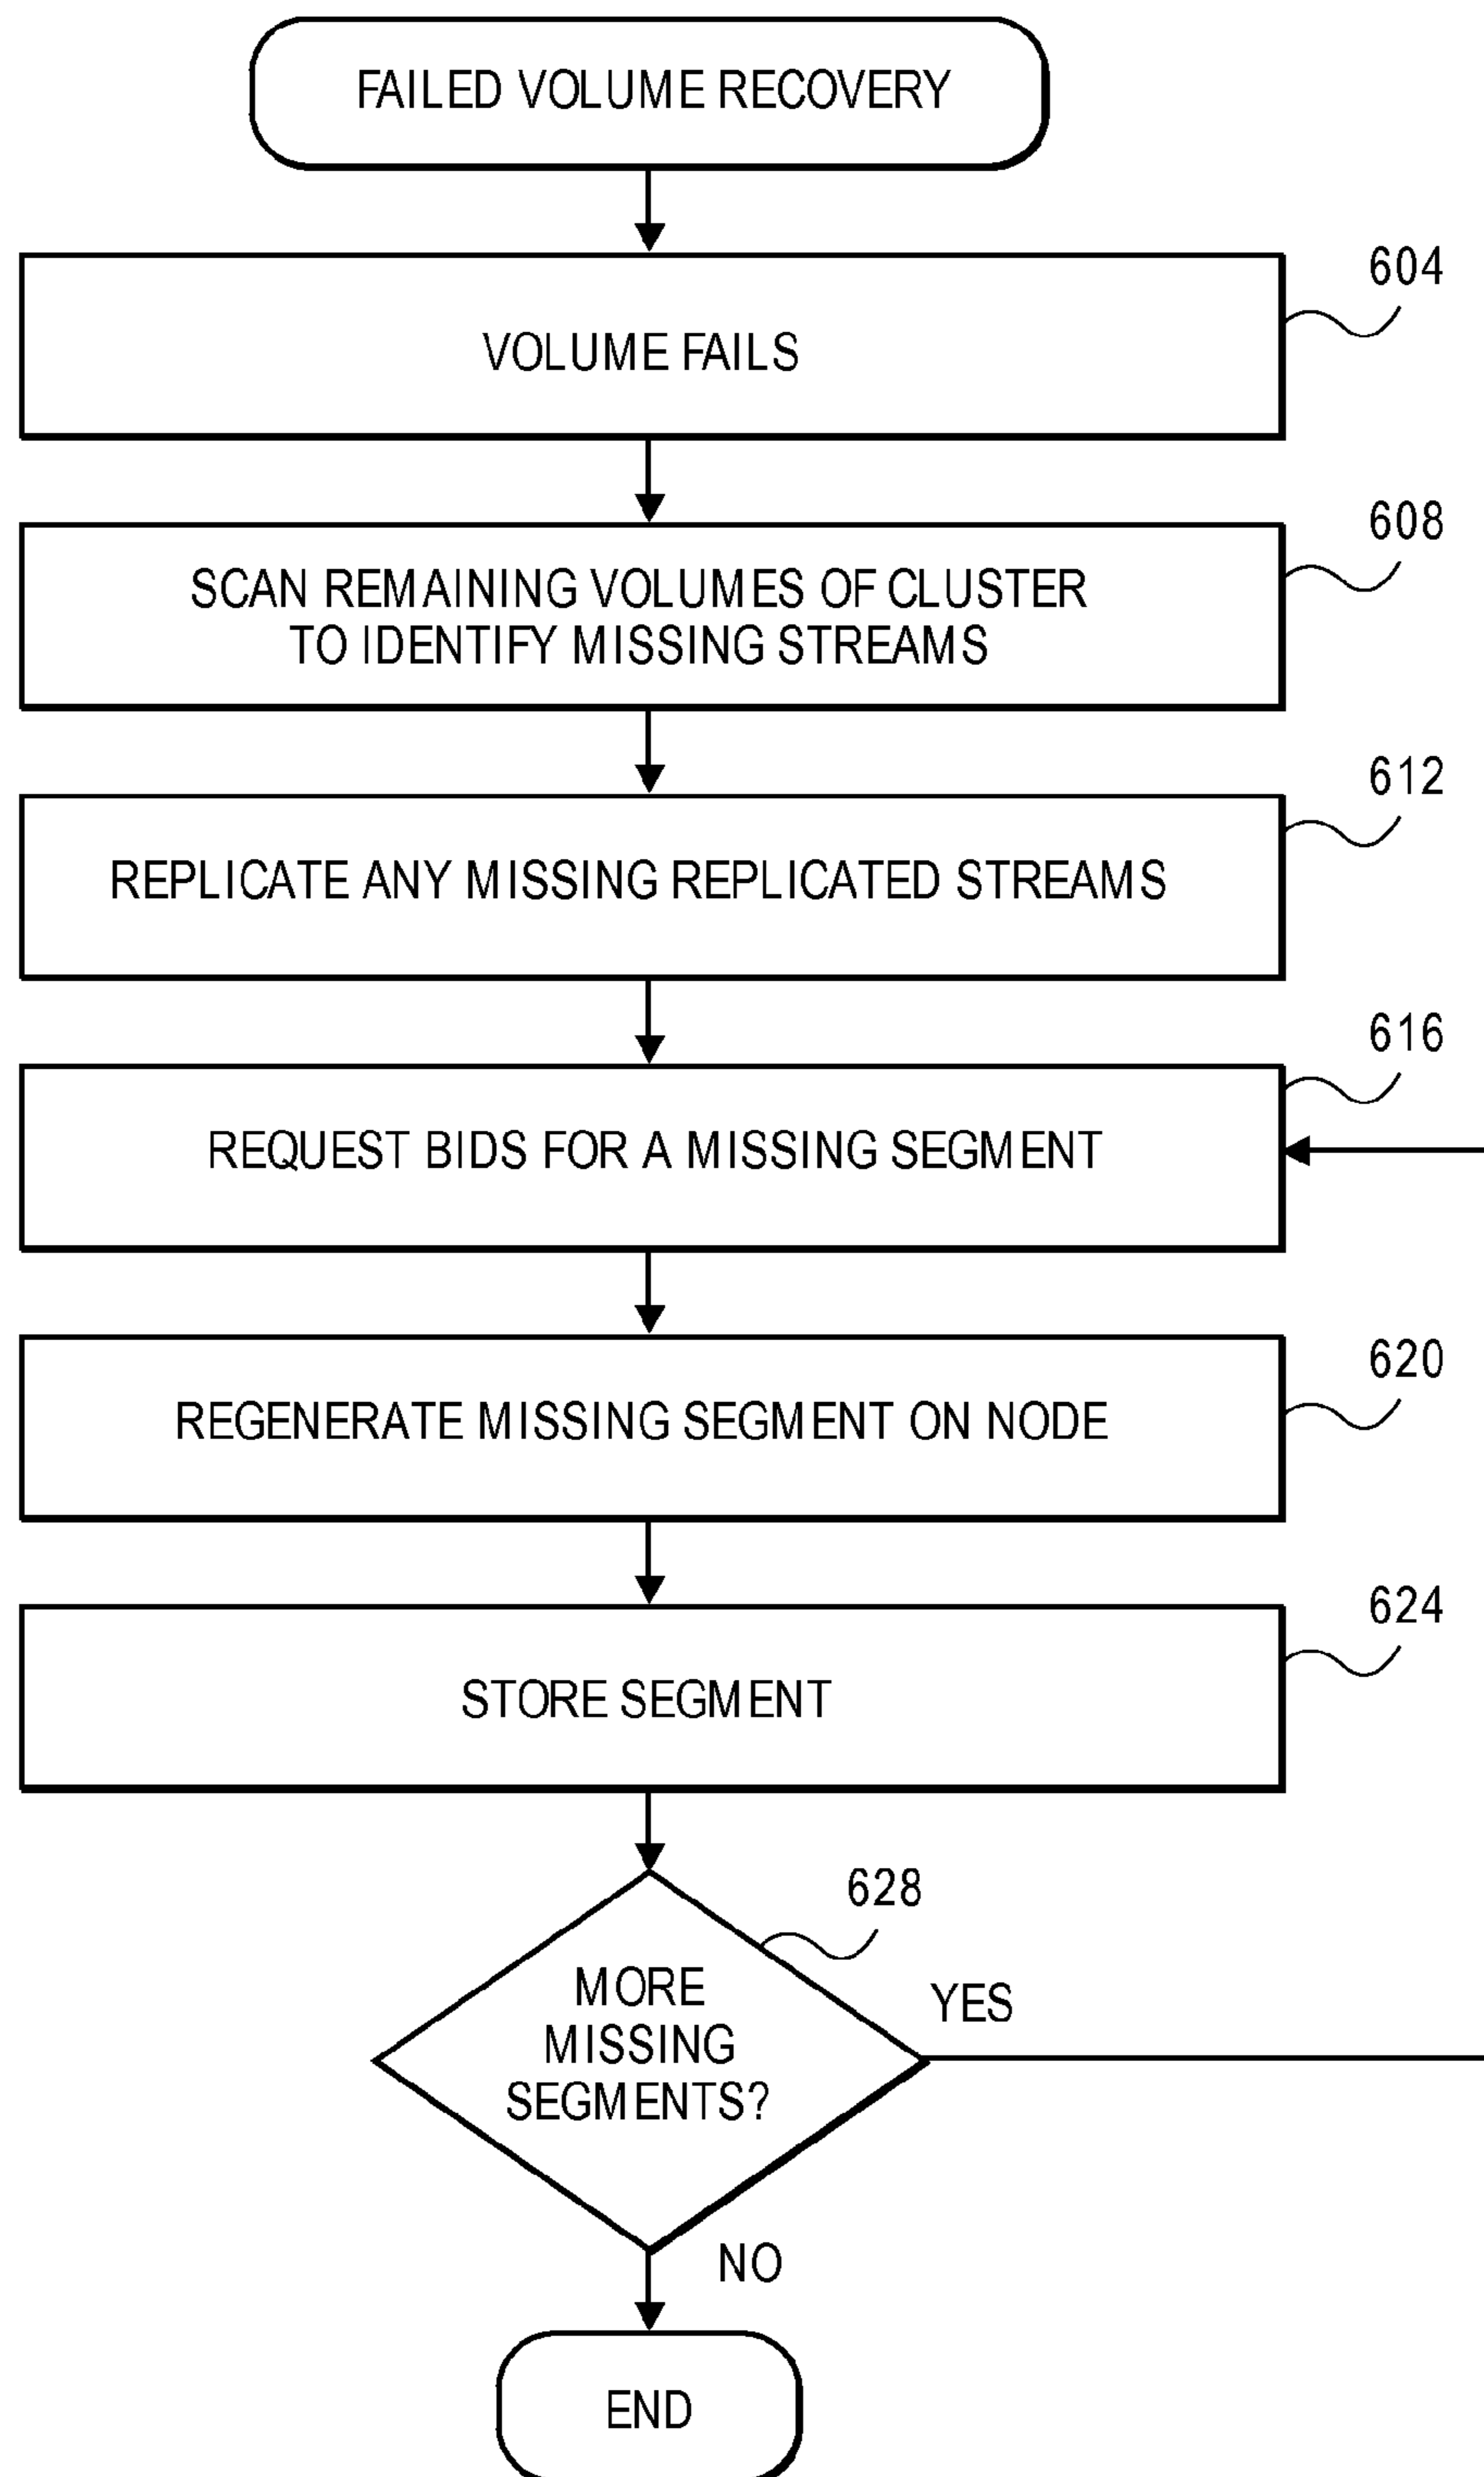 FAILED VOLUME RECOVERY
604
VOLUME FAILS
608
SCAN REMAINING VOLUMES OF CLUSTER
TO IDENTIFY MISSING STREAMS
612
REPLICATE ANY MISSING REPLICATED STREAMS
616
REQUEST BIDS FOR A MISSING SEGMENT
620
REGENERATE MISSING SEGMENT ON NODE
624
STORE SEGMENT
628
MORE
MISSING
SEGMENTS?
YES
NO
END